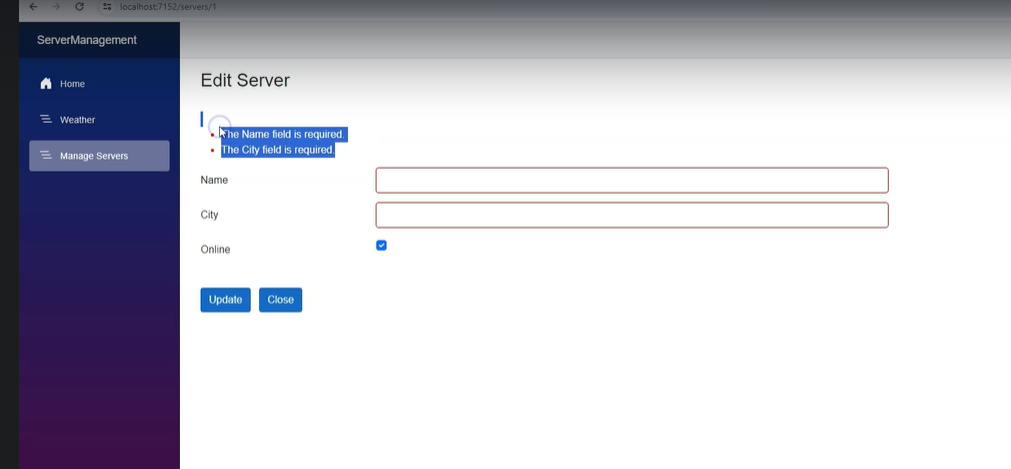 localhost:7152/servers/1
ServerManagement
Home
Weather
Manage Servers
Edit Server
The Name field is required.
The City field is required.
Name
City
Online
Update Close